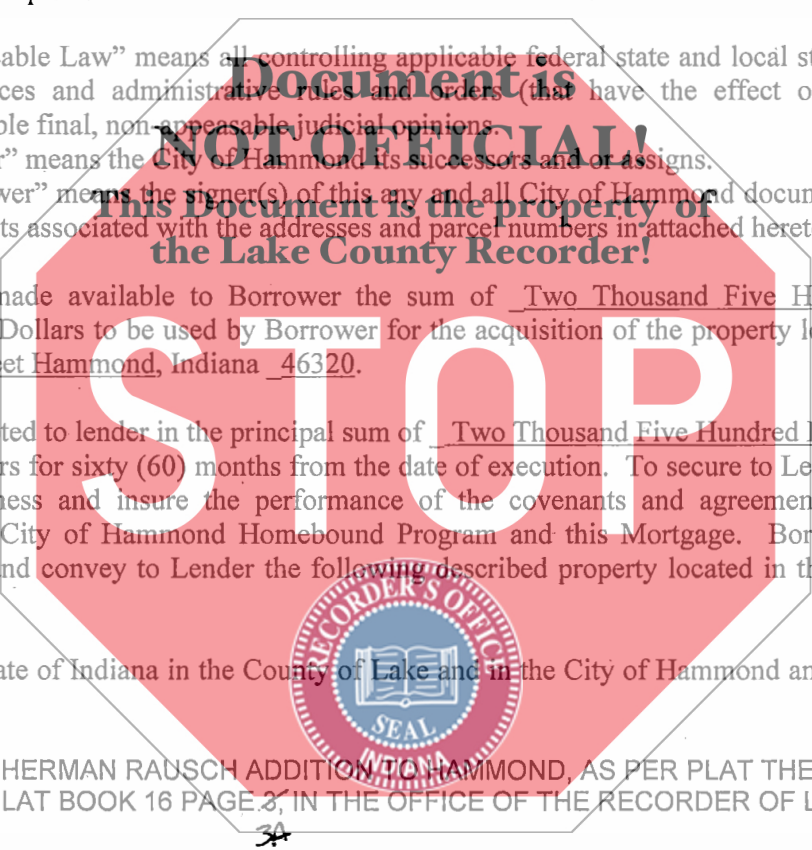 able Law” means all controlling applicable federal state and local st
ces and administrative rules and orders (that have the effect o
ble final, non-appeasable judicial opinions.
r” means the City of Hammond its successors and or assigns.
wer” means the signer(s) of this any and all City of Hammond docum
ts associated with the addresses and parcel numbers in attached heret
Document is
NOT OFFICIAL!
This Document is the property of
the Lake County Recorder!
made available to Borrower the sum of _Two Thousand Five H
Dollars to be used by Borrower for the acquisition of the property lo
eet Hammond, Indiana _46320.
STOP
ted to lender in the principal sum of _ Two Thousand Five Hundred
rs for sixty (60) months from the date of execution. To secure to Le
ness and insure the performance of the covenants and agreemen
City of Hammond Homebound Program and this Mortgage. Bor
nd convey to Lender the following described property located in th
RECORDER'S OFFICE
SEAL
INDIANA
ate of Indiana in the County of Lake and in the City of Hammond an
HERMAN RAUSCH ADDITION TO HAMMOND, AS PER PLAT THE
LAT BOOK 16 PAGE 3, IN THE OFFICE OF THE RECORDER OF L